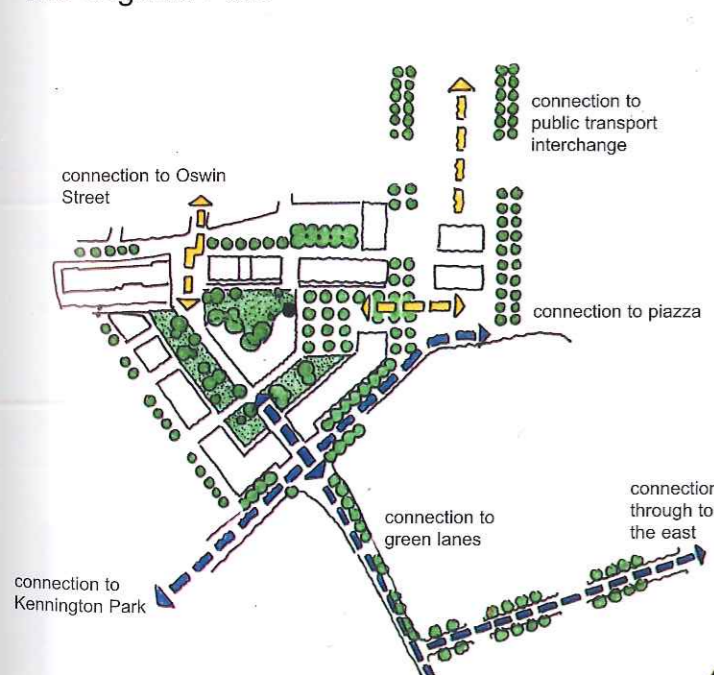 connection to
public transport
interchange
connection to Oswin
Street
connection to piazza
connection
through to
the east
connection to
green lanes
connection to
Kennington Park